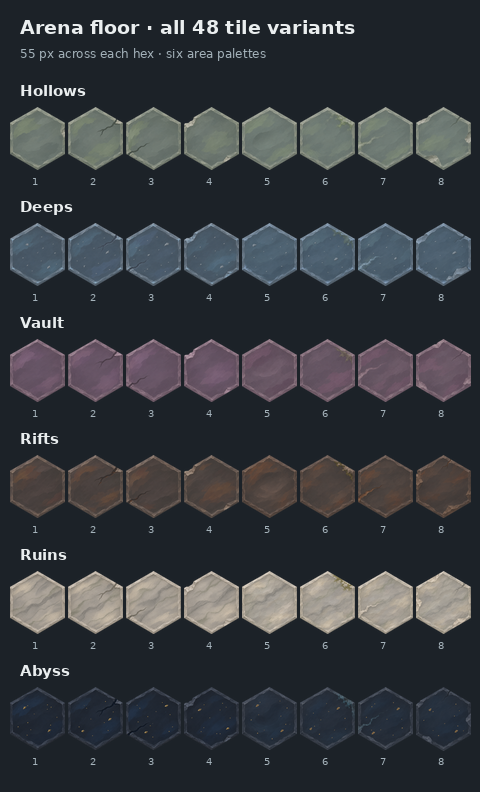 Arena floor · all 48 tile variants
55 px across each hex · six area palettes
Hollows
1 2 3 4 5 6 7 8
Deeps
1 2 3 4 5 6 7 8
Vault
1 2 3 4 5 6 7 8
Rifts
1 2 3 4 5 6 7 8
Ruins
1 2 3 4 5 6 7 8
Abyss
1 2 3 4 5 6 7 8